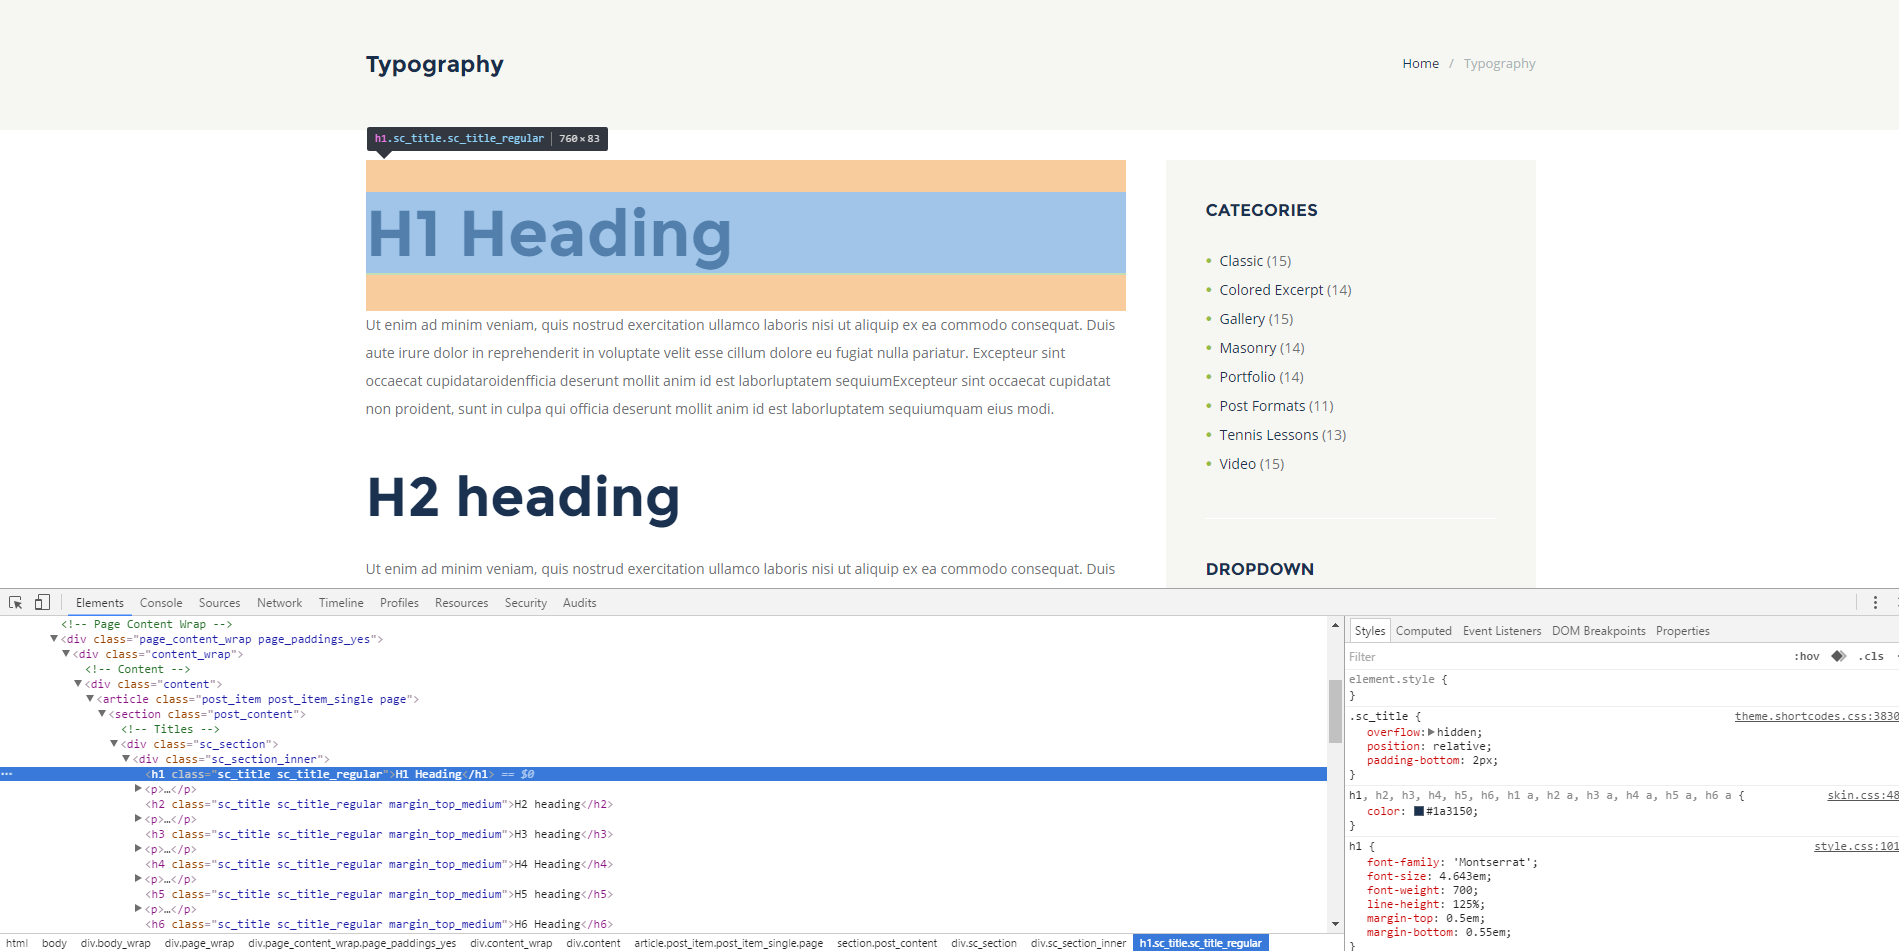 Typography
Home / Typography
h1.sc_title.sc_title_regular | 760 × 83
H1 Heading
Ut enim ad minim veniam, quis nostrud exercitation ullamco laboris nisi ut aliquip ex ea commodo consequat. Duis
aute irure dolor in reprehenderit in voluptate velit esse cillum dolore eu fugiat nulla pariatur. Excepteur sint
occaecat cupidataroidenfficia deserunt mollit anim id est laborluptatem sequiumExcepteur sint occaecat cupidatat
non proident, sunt in culpa qui officia deserunt mollit anim id est laborluptatem sequiumquam eius modi.
H2 heading
Ut enim ad minim veniam, quis nostrud exercitation ullamco laboris nisi ut aliquip ex ea commodo consequat. Duis
CATEGORIES
Classic (15)
Colored Excerpt (14)
Gallery (15)
Masonry (14)
Portfolio (14)
Post Formats (11)
Tennis Lessons (13)
Video (15)
DROPDOWN
Elements Console Sources Network Timeline Profiles Resources Security Audits
<!-- Page Content Wrap -->
<div class="page_content_wrap page_paddings_yes">
<div class="content_wrap">
<!-- Content -->
<div class="content">
<article class="post_item post_item_single page">
<section class="post_content">
<!-- Titles -->
<div class="sc_section">
<div class="sc_section_inner">
<h1 class="sc_title sc_title_regular">H1 Heading</h1> == $0
<p>…</p>
<h2 class="sc_title sc_title_regular margin_top_medium">H2 heading</h2>
<p>…</p>
<h3 class="sc_title sc_title_regular margin_top_medium">H3 heading</h3>
<p>…</p>
<h4 class="sc_title sc_title_regular margin_top_medium">H4 Heading</h4>
<p>…</p>
<h5 class="sc_title sc_title_regular margin_top_medium">H5 heading</h5>
<p>…</p>
<h6 class="sc_title sc_title_regular margin_top_medium">H6 Heading</h6>
html body div.body_wrap div.page_wrap div.page_content_wrap.page_paddings_yes div.content_wrap div.content article.post_item.post_item_single.page section.post_content div.sc_section div.sc_section_inner h1.sc_title.sc_title_regular
Styles Computed Event Listeners DOM Breakpoints Properties
Filter :hov .cls
element.style {
}
.sc_title { theme.shortcodes.css:3830
overflow: hidden;
position: relative;
padding-bottom: 2px;
}
h1, h2, h3, h4, h5, h6, h1 a, h2 a, h3 a, h4 a, h5 a, h6 a { skin.css:48
color: #1a3150;
}
h1 { style.css:101
font-family: 'Montserrat';
font-size: 4.643em;
font-weight: 700;
line-height: 125%;
margin-top: 0.5em;
margin-bottom: 0.55em;
}